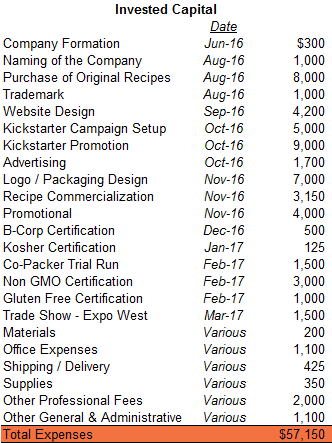 Invested Capital
Date
Company Formation Jun-16 $300
Naming of the Company Aug-16 1,000
Purchase of Original Recipes Aug-16 8,000
Trademark Aug-16 1,000
Website Design Sep-16 4,200
Kickstarter Campaign Setup Oct-16 5,000
Kickstarter Promotion Oct-16 9,000
Advertising Oct-16 1,700
Logo / Packaging Design Nov-16 7,000
Recipe Commercialization Nov-16 3,150
Promotional Nov-16 4,000
B-Corp Certification Dec-16 500
Kosher Certification Jan-17 125
Co-Packer Trial Run Feb-17 1,500
Non GMO Certification Feb-17 3,000
Gluten Free Certification Feb-17 1,000
Trade Show - Expo West Mar-17 1,500
Materials Various 200
Office Expenses Various 1,100
Shipping / Delivery Various 425
Supplies Various 350
Other Professional Fees Various 2,000
Other General & Administrative Various 1,100
Total Expenses $57,150